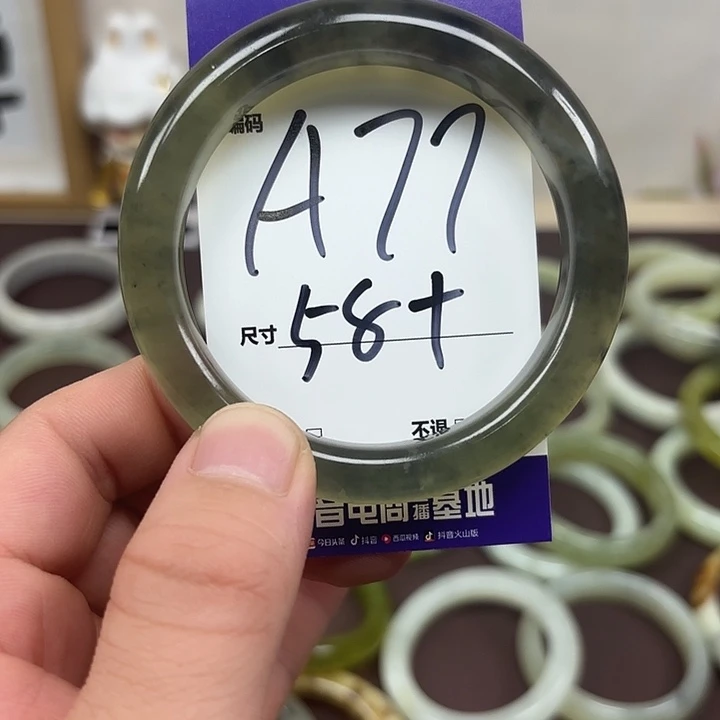 编码
A77
尺寸 58+
不退
音电商直播基地
今日头条 抖音 西瓜视频 抖音火山版